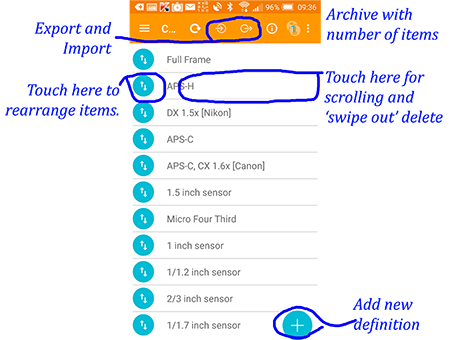 Export and
Import
Archive with
number of items
96% 09:36
C...
1
Full Frame
Touch here to
rearrange items.
APS-H
Touch here for
scrolling and
‘swipe out’ delete
DX 1.5x [Nikon]
APS-C
APS-C, CX 1.6x [Canon]
1.5 inch sensor
Micro Four Third
1 inch sensor
1/1.2 inch sensor
2/3 inch sensor
1/1.7 inch sensor
Add new
definition